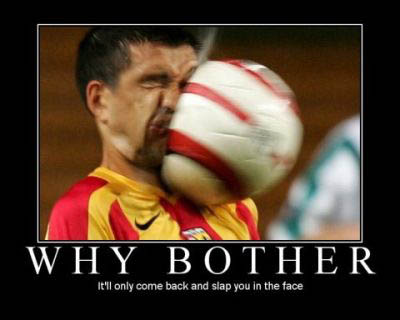 WHY BOTHER
It'll only come back and slap you in the face